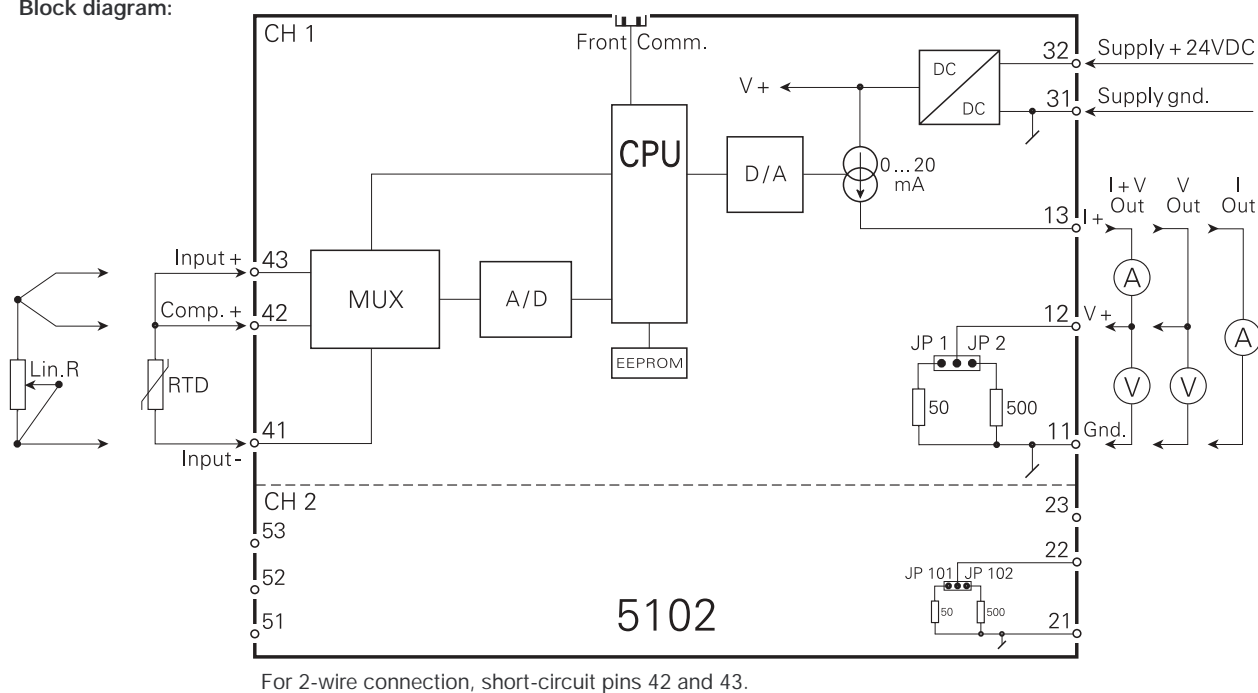 Block diagram:
CH 1
Front Comm.
32
Supply + 24VDC
DC
DC
V +
31
Supply gnd.
CPU
D/A
0...20
mA
I + V
Out
V
Out
I
Out
13
I +
Input +
43
MUX
A/D
A
Comp. +
42
12
V +
A
JP 1
JP 2
EEPROM
Lin.R
RTD
50
500
V
V
41
Input-
11
Gnd.
CH 2
53
23
52
22
JP 101
JP 102
50
500
51
5102
21
For 2-wire connection, short-circuit pins 42 and 43.